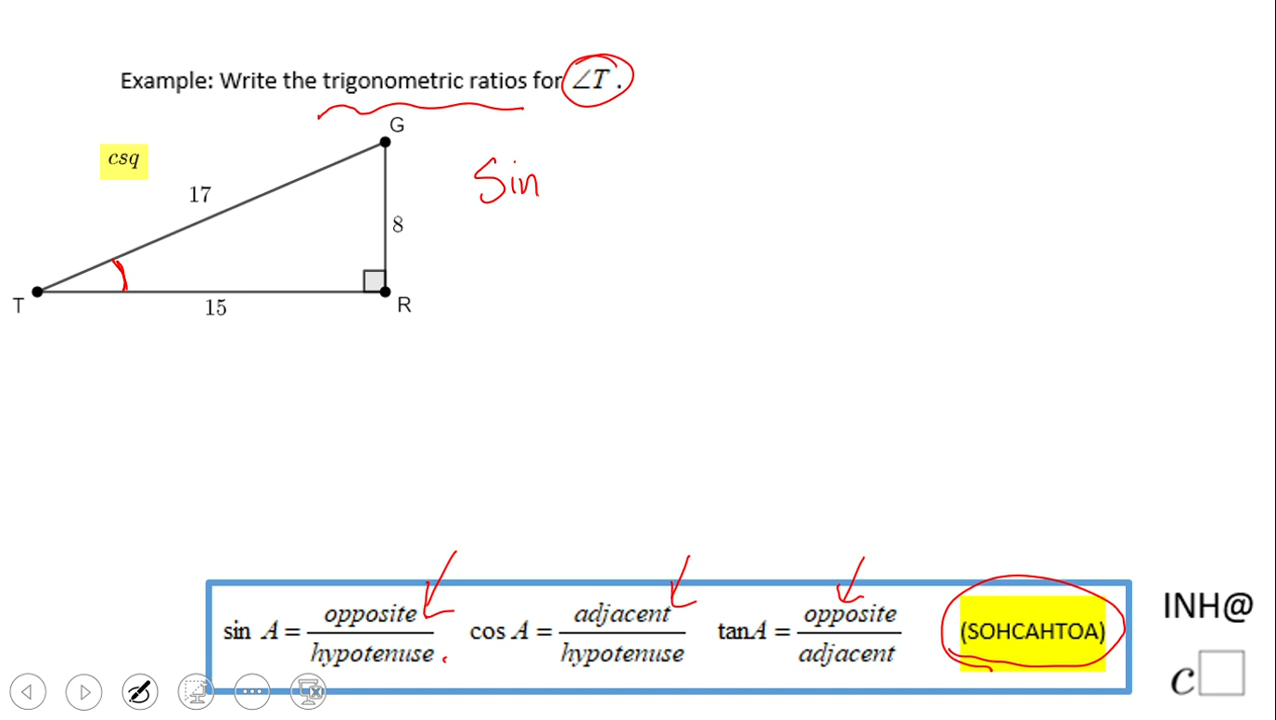 Example: Write the trigonometric ratios for ∠T.
G
csq
Sin
17
8
T
15
R
sin A = opposite / hypotenuse cos A = adjacent / hypotenuse tanA = opposite / adjacent (SOHCAHTOA)
INH@
c